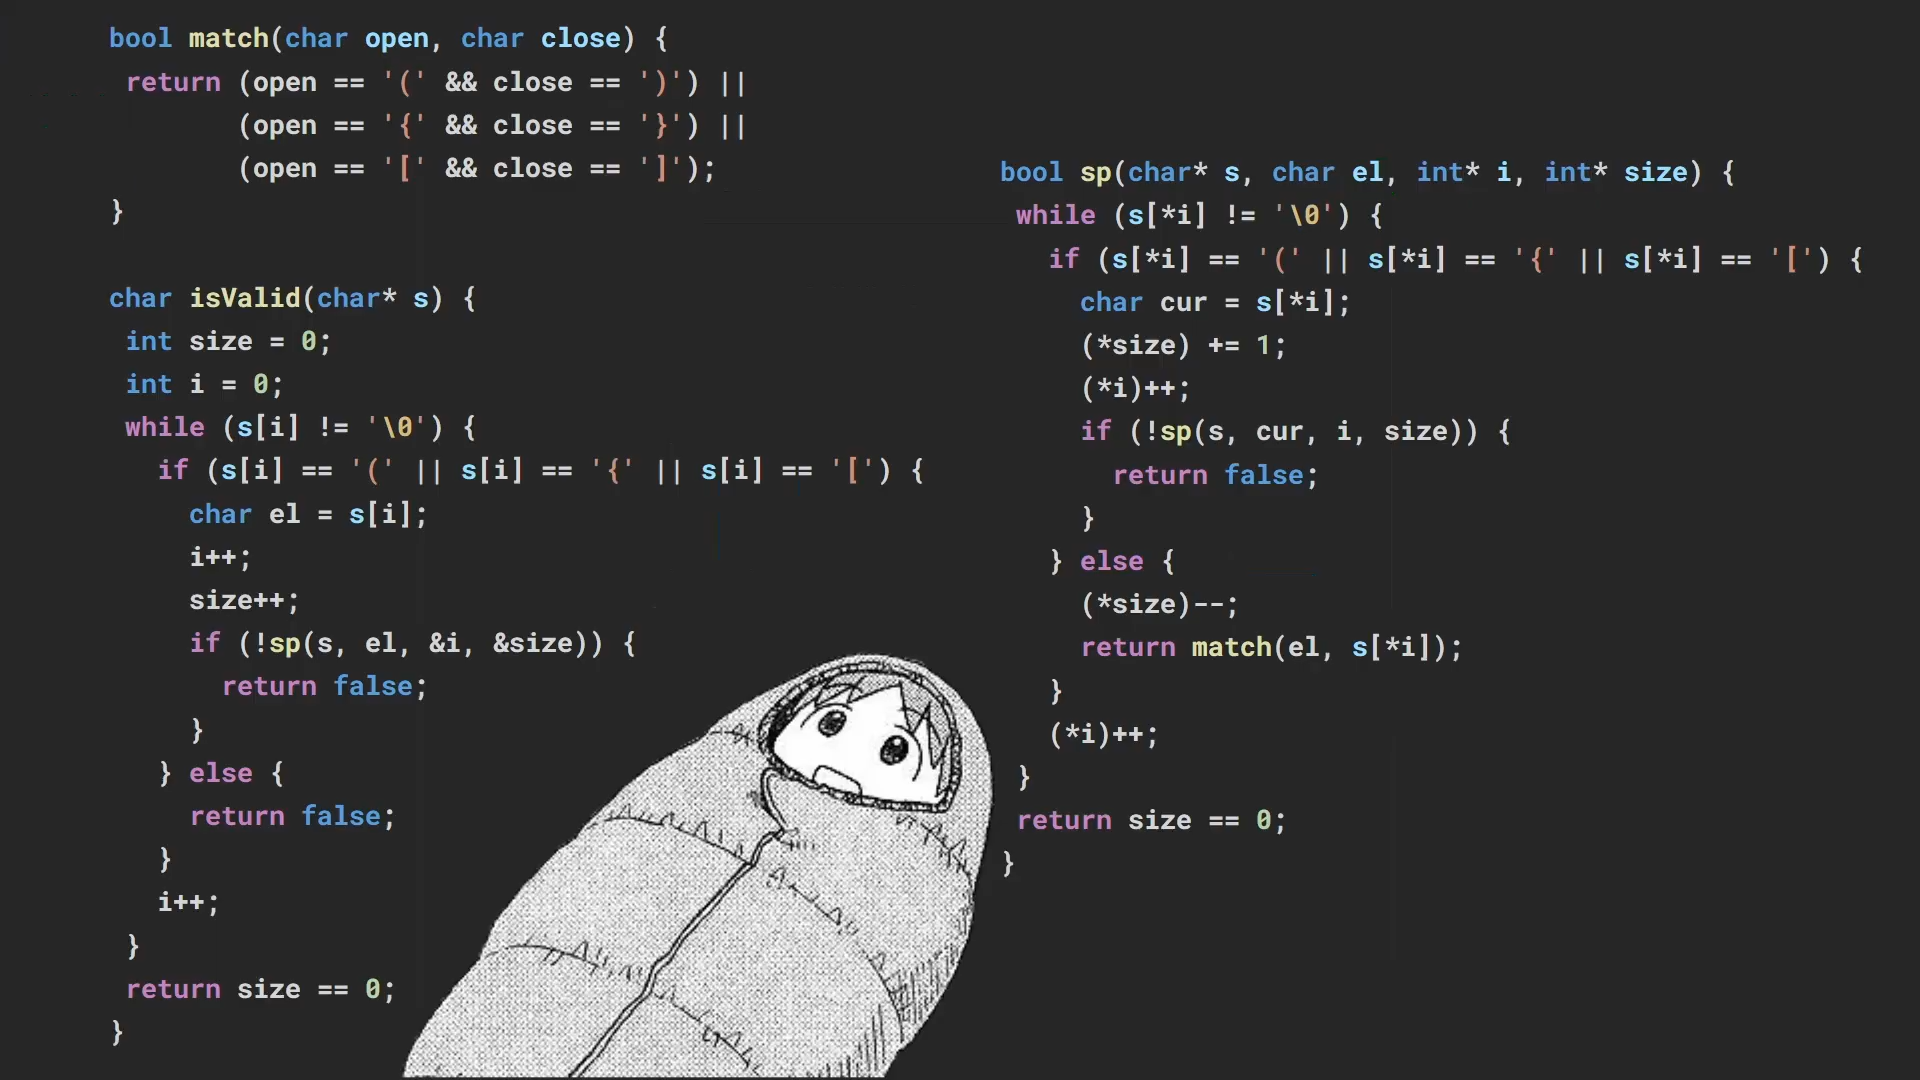 bool match(char open, char close) {
 return (open == '(' && close == ')') ||
        (open == '{' && close == '}') ||
        (open == '[' && close == ']');
}
char isValid(char* s) {
 int size = 0;
 int i = 0;
 while (s[i] != '\0') {
   if (s[i] == '(' || s[i] == '{' || s[i] == '[') {
     char el = s[i];
     i++;
     size++;
     if (!sp(s, el, &i, &size)) {
       return false;
     }
   } else {
     return false;
   }
   i++;
 }
 return size == 0;
}
bool sp(char* s, char el, int* i, int* size) {
 while (s[*i] != '\0') {
   if (s[*i] == '(' || s[*i] == '{' || s[*i] == '[') {
     char cur = s[*i];
     (*size) += 1;
     (*i)++;
     if (!sp(s, cur, i, size)) {
       return false;
     }
   } else {
     (*size)--;
     return match(el, s[*i]);
   }
   (*i)++;
 }
 return size == 0;
}